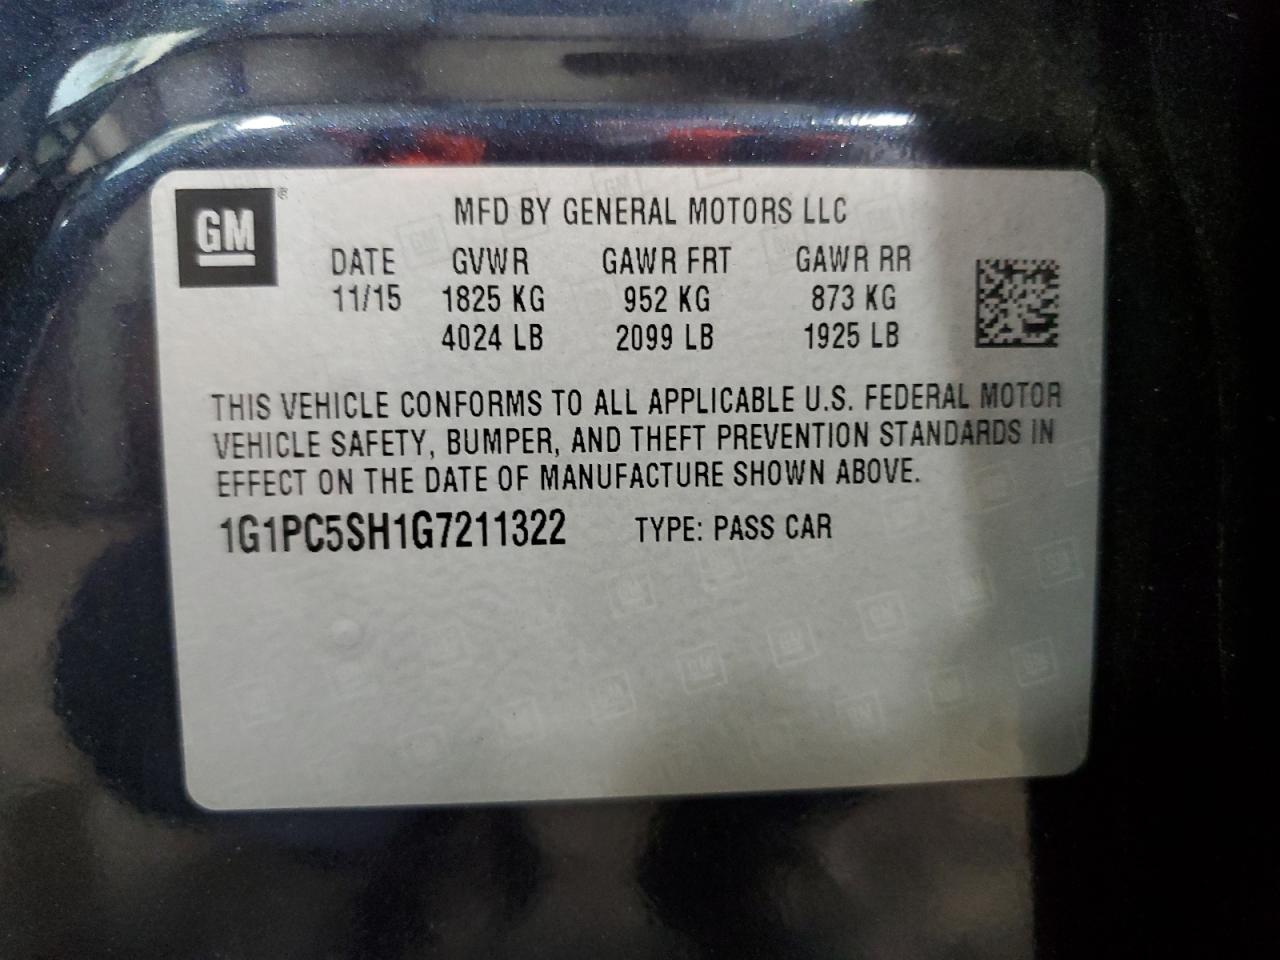 GM ®
MFD BY GENERAL MOTORS LLC
DATE GVWR GAWR FRT GAWR RR
11/15 1825 KG 952 KG 873 KG
4024 LB 2099 LB 1925 LB
THIS VEHICLE CONFORMS TO ALL APPLICABLE U.S. FEDERAL MOTOR
VEHICLE SAFETY, BUMPER, AND THEFT PREVENTION STANDARDS IN
EFFECT ON THE DATE OF MANUFACTURE SHOWN ABOVE.
1G1PC5SH1G7211322 TYPE: PASS CAR